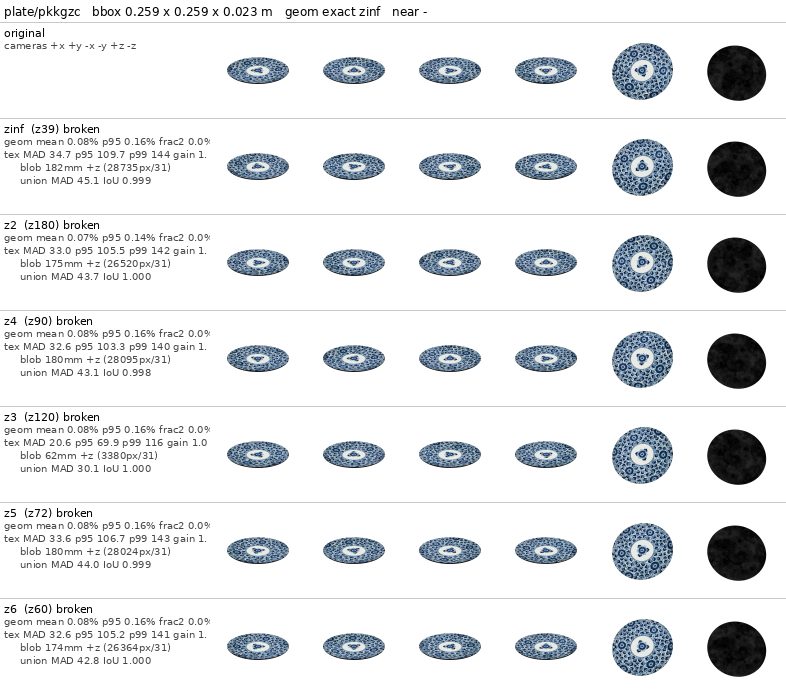 plate/pkkgzc bbox 0.259 x 0.259 x 0.023 m geom exact zinf near -
original
cameras +x +y -x -y +z -z
zinf (z39) broken
geom mean 0.08% p95 0.16% frac2 0.0%
tex MAD 34.7 p95 109.7 p99 144 gain 1.
blob 182mm +z (28735px/31)
union MAD 45.1 IoU 0.999
z2 (z180) broken
geom mean 0.07% p95 0.14% frac2 0.0%
tex MAD 33.0 p95 105.5 p99 142 gain 1.
blob 175mm +z (26520px/31)
union MAD 43.7 IoU 1.000
z4 (z90) broken
geom mean 0.08% p95 0.16% frac2 0.0%
tex MAD 32.6 p95 103.3 p99 140 gain 1.
blob 180mm +z (28095px/31)
union MAD 43.1 IoU 0.998
z3 (z120) broken
geom mean 0.08% p95 0.16% frac2 0.0%
tex MAD 20.6 p95 69.9 p99 116 gain 1.0
blob 62mm +z (3380px/31)
union MAD 30.1 IoU 1.000
z5 (z72) broken
geom mean 0.08% p95 0.16% frac2 0.0%
tex MAD 33.6 p95 106.7 p99 143 gain 1.
blob 180mm +z (28024px/31)
union MAD 44.0 IoU 0.999
z6 (z60) broken
geom mean 0.08% p95 0.16% frac2 0.0%
tex MAD 32.6 p95 105.2 p99 141 gain 1.
blob 174mm +z (26364px/31)
union MAD 42.8 IoU 1.000